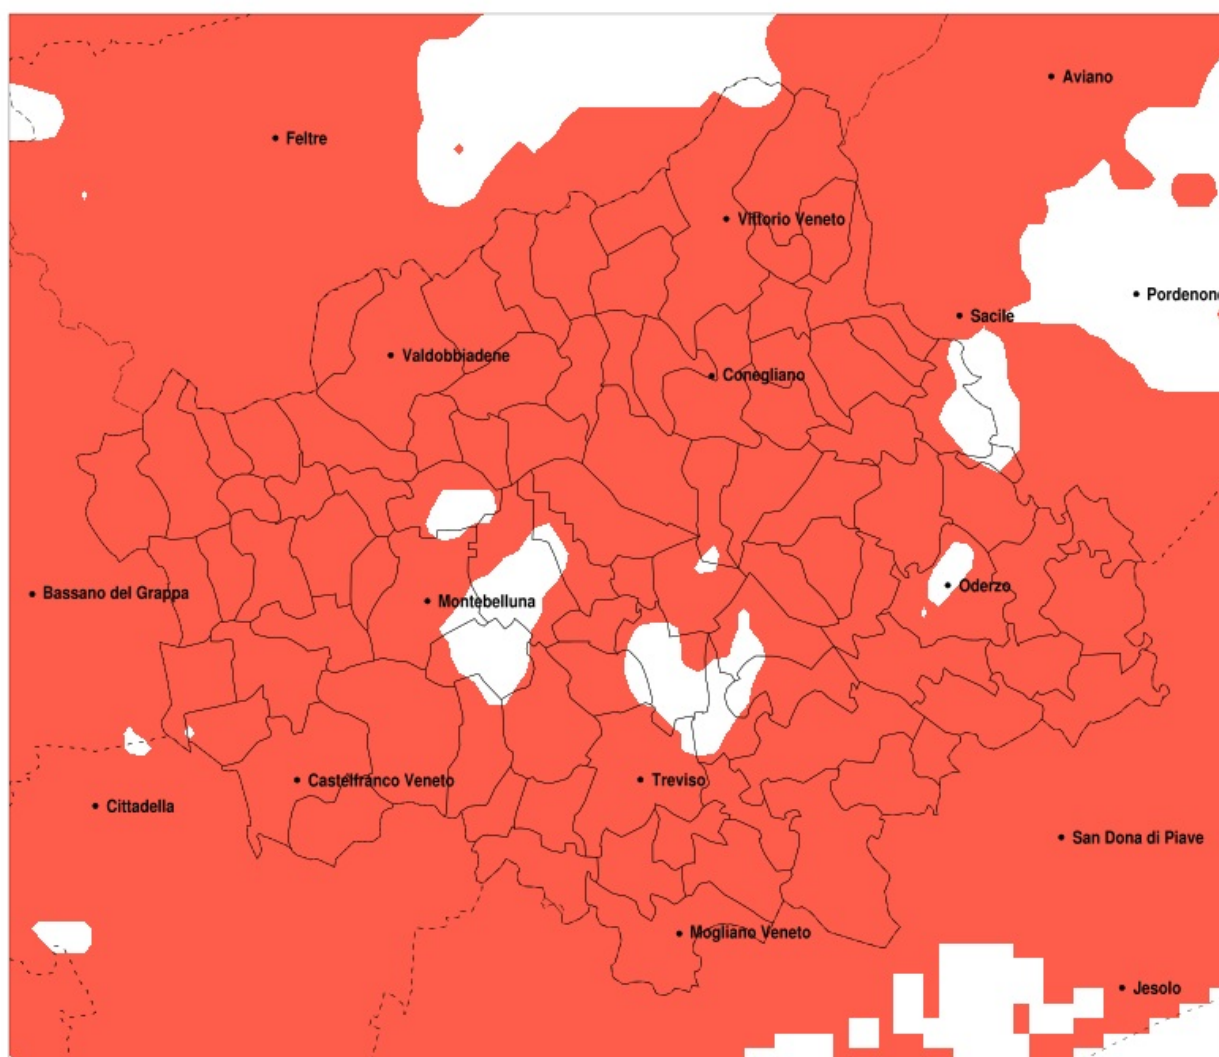 Aviano
Feltre
Vittorio Veneto
Pordenone
Sacile
Valdobbiadene
Conegliano
Oderzo
Bassano del Grappa
Montebelluna
Castelfranco Veneto
Treviso
Cittadella
San Dona di Piave
Mogliano Veneto
Jesolo